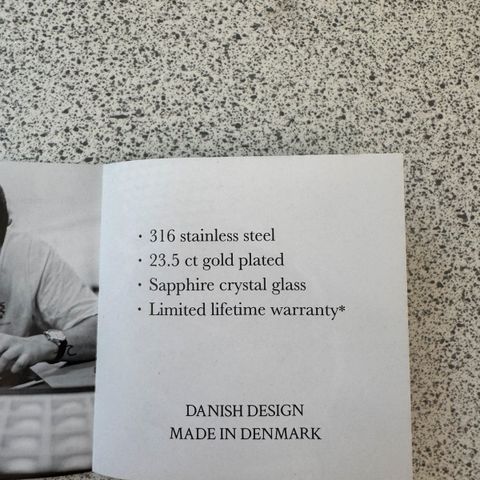 · 316 stainless steel
· 23.5 ct gold plated
· Sapphire crystal glass
· Limited lifetime warranty*
DANISH DESIGN
MADE IN DENMARK